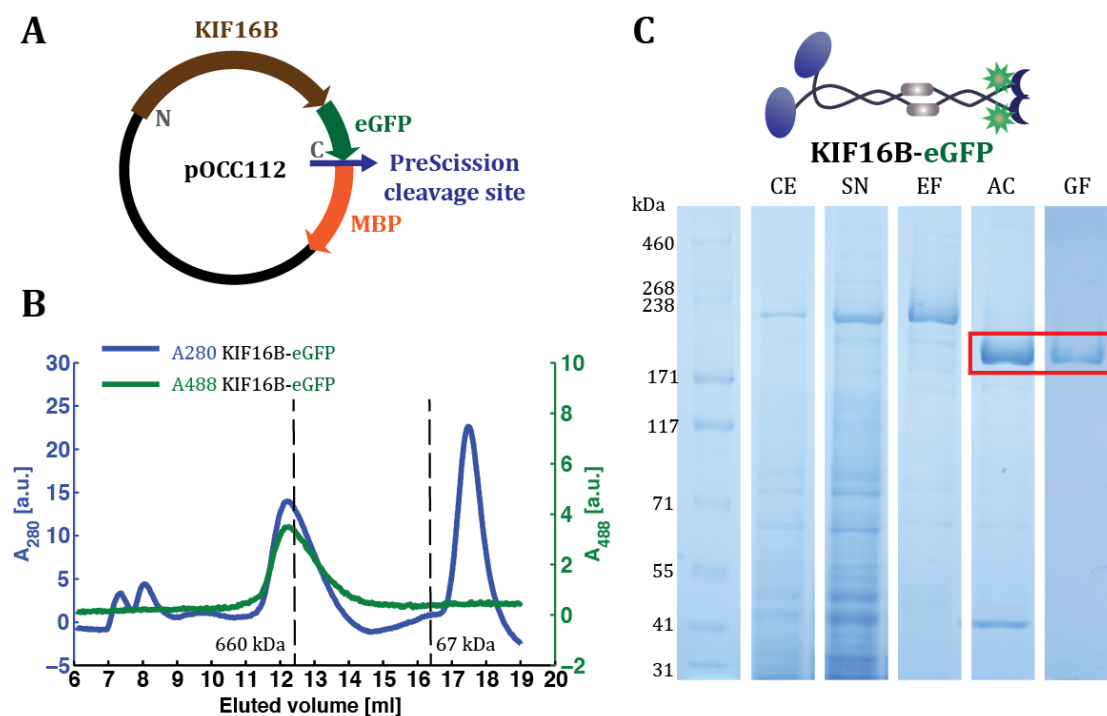 A
KIF16B
N
eGFP
C
pOCC112
PreScission
cleavage site
MBP
B
A280 KIF16B-eGFP
A488 KIF16B-eGFP
30
25
20
15
10
5
0
−5
A280 [a.u.]
10
8
6
4
2
0
−2
A488 [a.u.]
660 kDa
67 kDa
6 7 8 9 10 11 12 13 14 15 16 17 18 19 20
Eluted volume [ml]
C
KIF16B-eGFP
kDa
CE SN EF AC GF
460
268
238
171
117
71
55
41
31